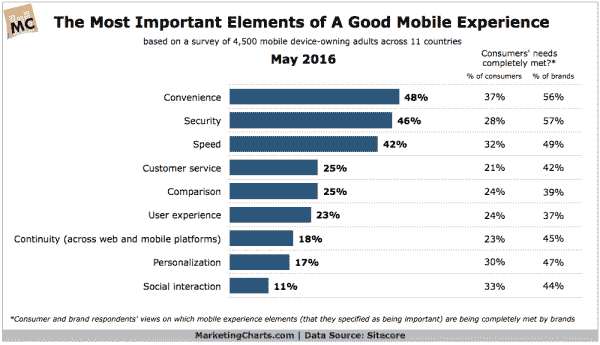 MC
The Most Important Elements of A Good Mobile Experience
based on a survey of 4,500 mobile device-owning adults across 11 countries
May 2016
Consumers' needs
completely met?*
% of consumers % of brands
Convenience 48% 37% 56%
Security 46% 28% 57%
Speed 42% 32% 49%
Customer service 25% 21% 42%
Comparison 25% 24% 39%
User experience 23% 24% 37%
Continuity (across web and mobile platforms) 18% 23% 45%
Personalization 17% 30% 47%
Social interaction 11% 33% 44%
*Consumer and brand respondents' views on which mobile experience elements (that they specified as being important) are being completely met by brands
MarketingCharts.com | Data Source: Sitecore